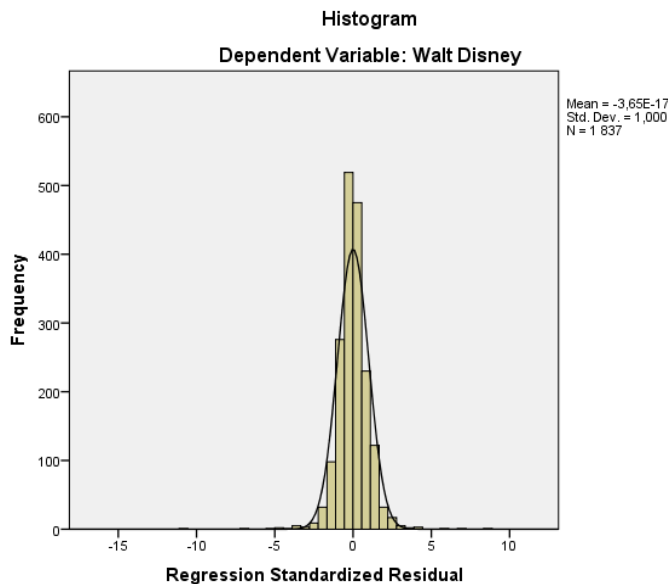 Histogram
Dependent Variable: Walt Disney
Mean = -3,65E-17
Std. Dev. = 1,000
N = 1 837
Frequency
600
500
400
300
200
100
0
-15
-10
-5
0
5
10
Regression Standardized Residual